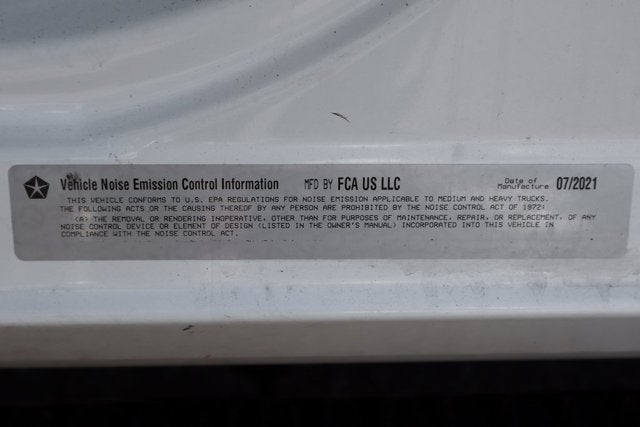 Vehicle Noise Emission Control Information MFD BY FCA US LLC Date of Manufacture 07/2021
THIS VEHICLE CONFORMS TO U.S. EPA REGULATIONS FOR NOISE EMISSION APPLICABLE TO MEDIUM AND HEAVY TRUCKS.
THE FOLLOWING ACTS OR THE CAUSING THEREOF BY ANY PERSON ARE PROHIBITED BY THE NOISE CONTROL ACT OF 1972:
(A) THE REMOVAL OR RENDERING INOPERATIVE, OTHER THAN FOR PURPOSES OF MAINTENANCE, REPAIR, OR REPLACEMENT, OF ANY
NOISE CONTROL DEVICE OR ELEMENT OF DESIGN (LISTED IN THE OWNER'S MANUAL) INCORPORATED INTO THIS VEHICLE IN
COMPLIANCE WITH THE NOISE CONTROL ACT.